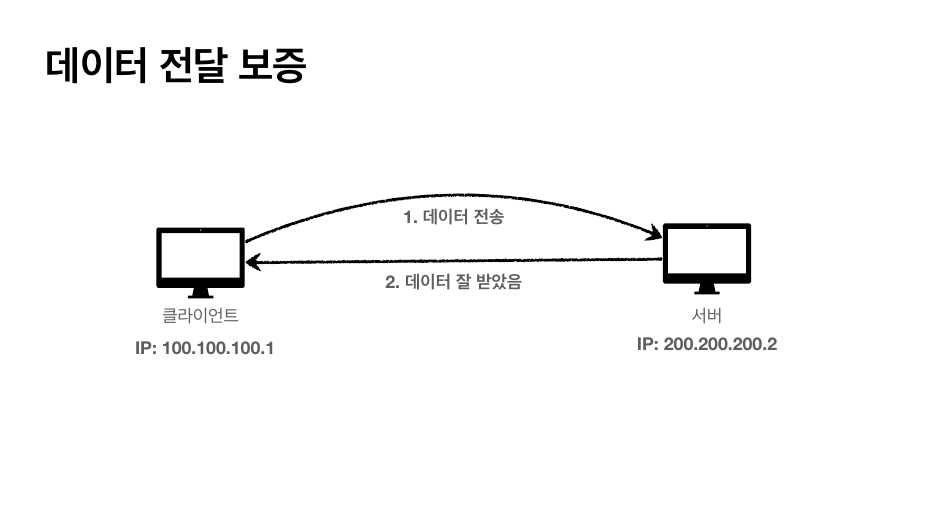 데이터 전달 보증
1. 데이터 전송
2. 데이터 잘 받았음
클라이언트
서버
IP: 100.100.100.1
IP: 200.200.200.2